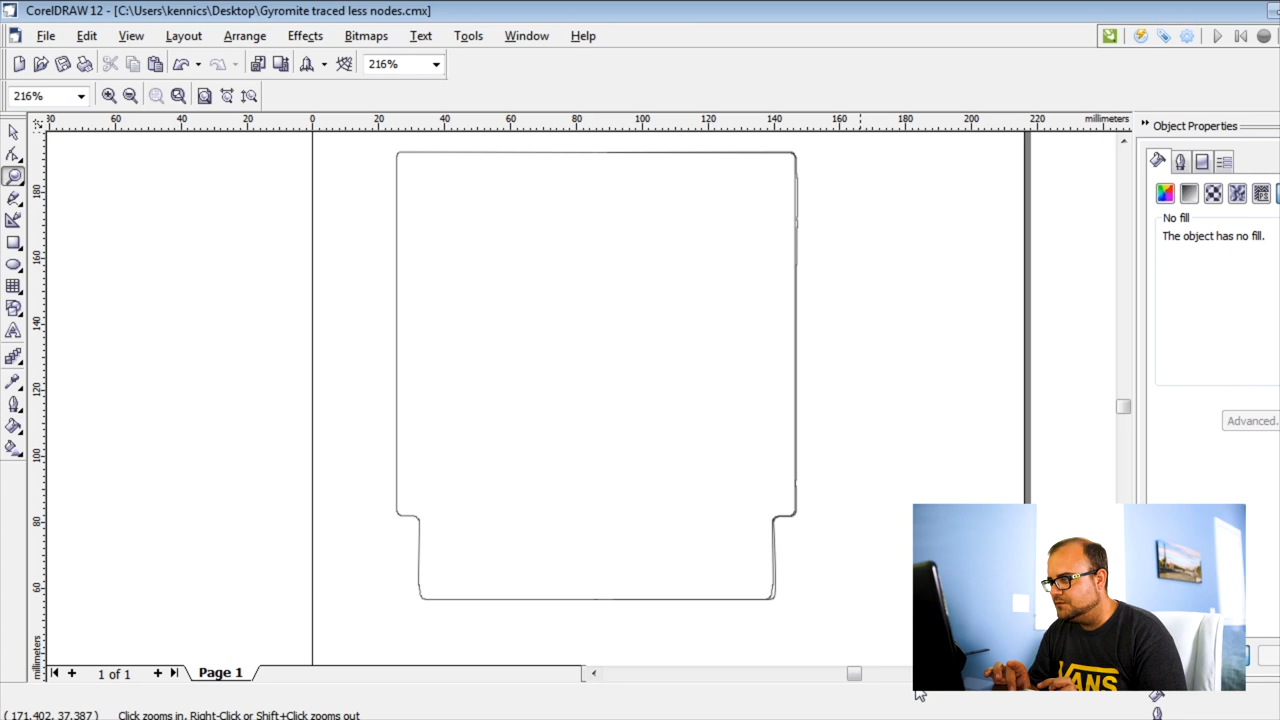 CorelDRAW 12 - [C:\Users\kennics\Desktop\Gyromite traced less nodes.cmx]
File Edit View Layout Arrange Effects Bitmaps Text Tools Window Help
216%
216%
20 0 20 40 60 80 100 120 140 160 180 200 220 millimeters
60 40
Object Properties
180
160
140
120
100
80
60
millimeters
No fill
The object has no fill.
Advanced.
VANS
1 of 1 Page 1
( 171.402, 37.387 ) Click zooms in, Right-Click or Shift+Click zooms out